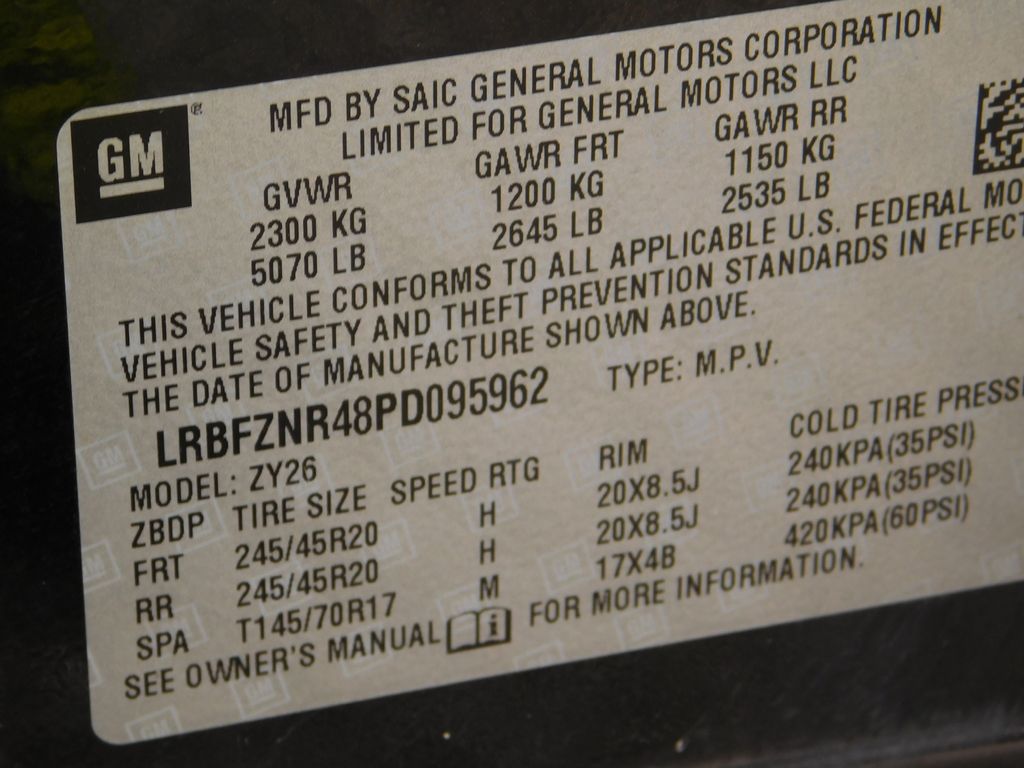 GM®
MFD BY SAIC GENERAL MOTORS CORPORATION
LIMITED FOR GENERAL MOTORS LLC
GVWR GAWR FRT GAWR RR
2300 KG 1200 KG 1150 KG
5070 LB 2645 LB 2535 LB
THIS VEHICLE CONFORMS TO ALL APPLICABLE U.S. FEDERAL MO
VEHICLE SAFETY AND THEFT PREVENTION STANDARDS IN EFFECT
THE DATE OF MANUFACTURE SHOWN ABOVE.
LRBFZNR48PD095962 TYPE: M.P.V.
MODEL: ZY26
ZBDP TIRE SIZE SPEED RTG RIM COLD TIRE PRESS
FRT 245/45R20 H 20X8.5J 240KPA(35PSI)
RR 245/45R20 H 20X8.5J 240KPA(35PSI)
SPA T145/70R17 M 17X4B 420KPA(60PSI)
SEE OWNER'S MANUAL FOR MORE INFORMATION.